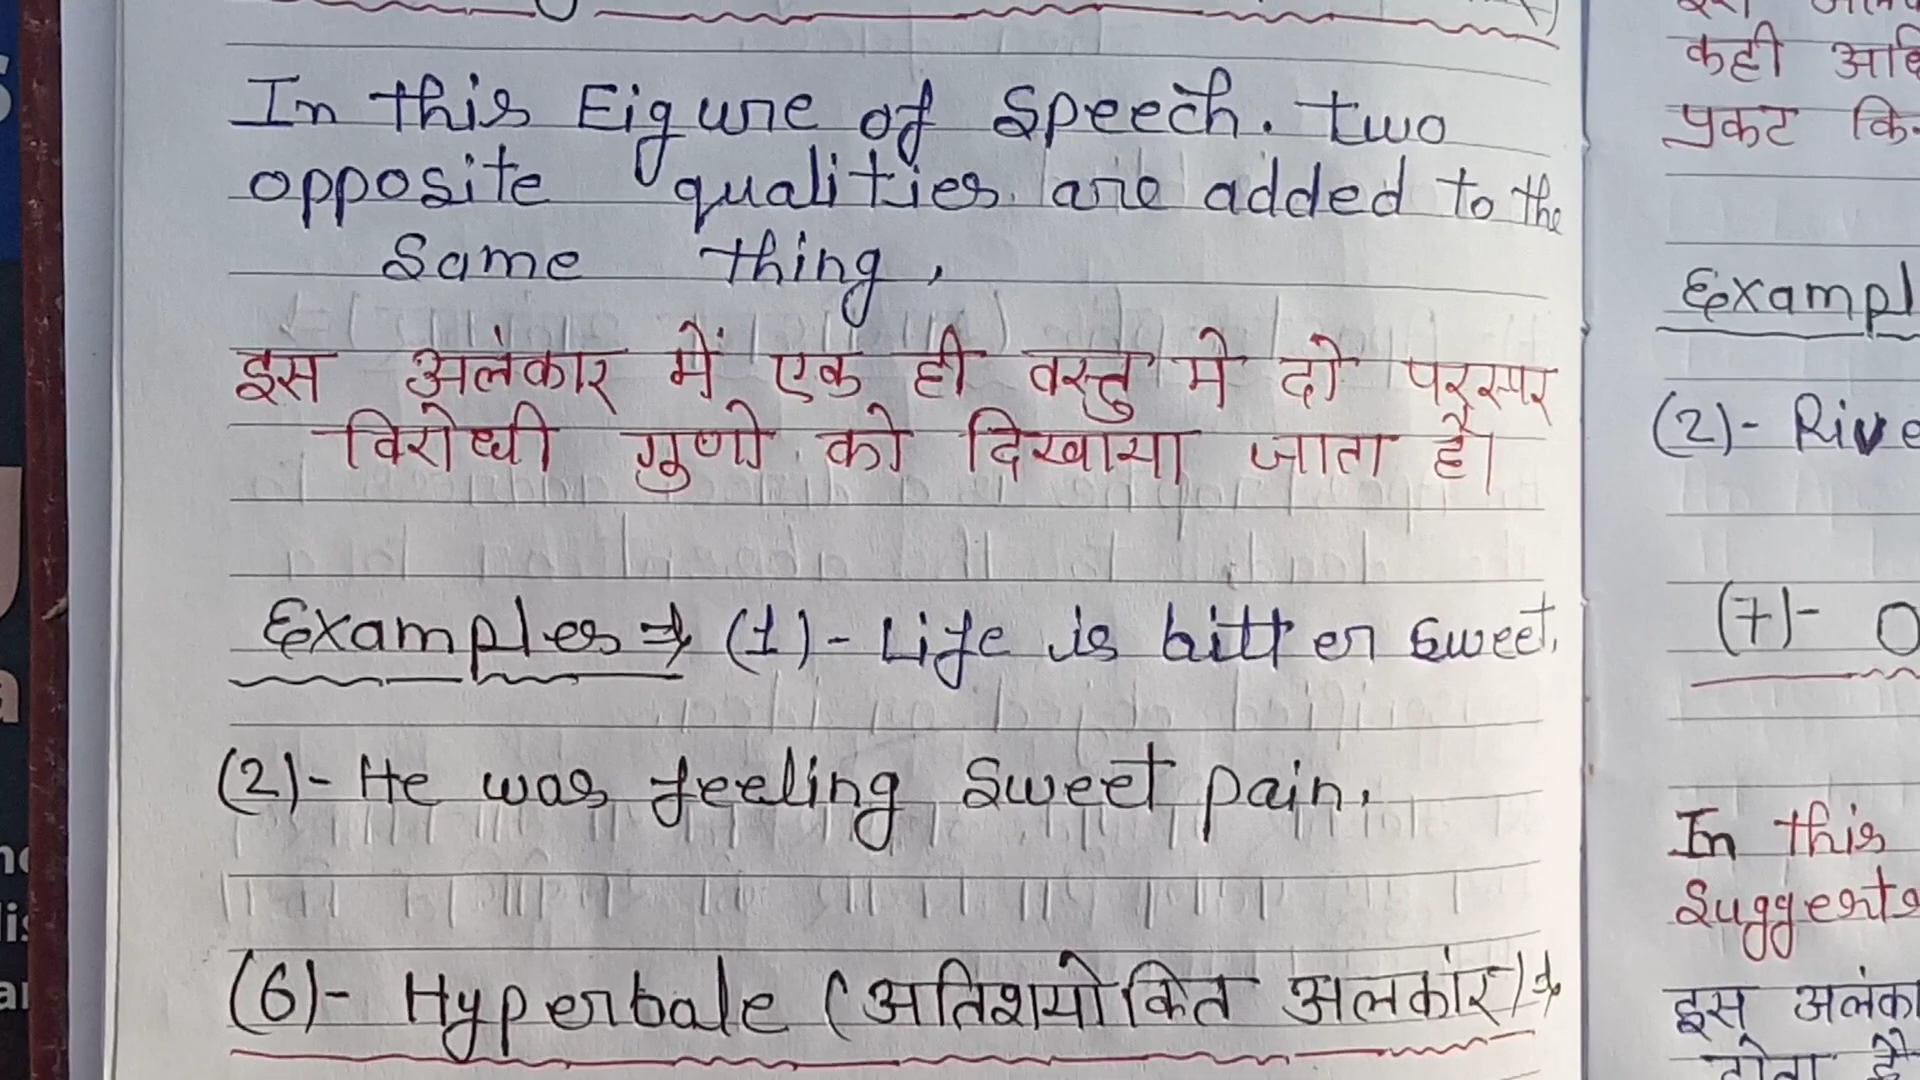 In this Eigure of Speech. two
opposite qualities are added to the
Same thing,
इस अलंकार में एक ही वस्तु मे दो परस्पर
विरोधी गुणो को दिखाया जाता है।
Examples ⇒ (1)- Life is bitter Sweet.
(2)- He was feeling Sweet pain.
(6)- Hyperbale (अतिशयोकित अलकांर)
कही
प्रकट
Exampl
(2)- Rive
(7)- O
In this
Suggests
इस अलंका